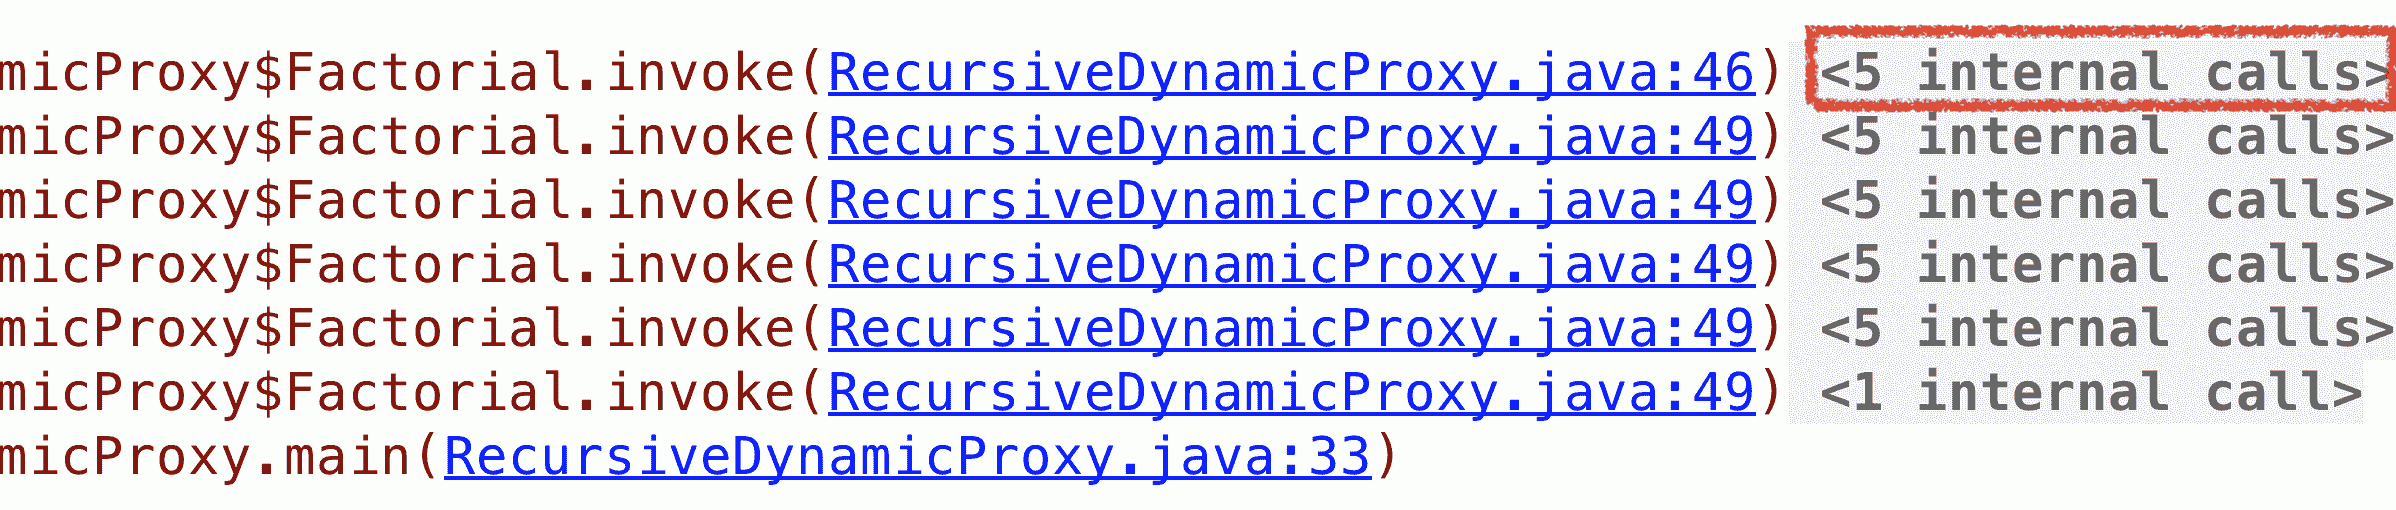 micProxy$Factorial.invoke(RecursiveDynamicProxy.java:46) <5 internal calls>
micProxy$Factorial.invoke(RecursiveDynamicProxy.java:49) <5 internal calls>
micProxy$Factorial.invoke(RecursiveDynamicProxy.java:49) <5 internal calls>
micProxy$Factorial.invoke(RecursiveDynamicProxy.java:49) <5 internal calls>
micProxy$Factorial.invoke(RecursiveDynamicProxy.java:49) <5 internal calls>
micProxy$Factorial.invoke(RecursiveDynamicProxy.java:49) <1 internal call>
micProxy.main(RecursiveDynamicProxy.java:33)